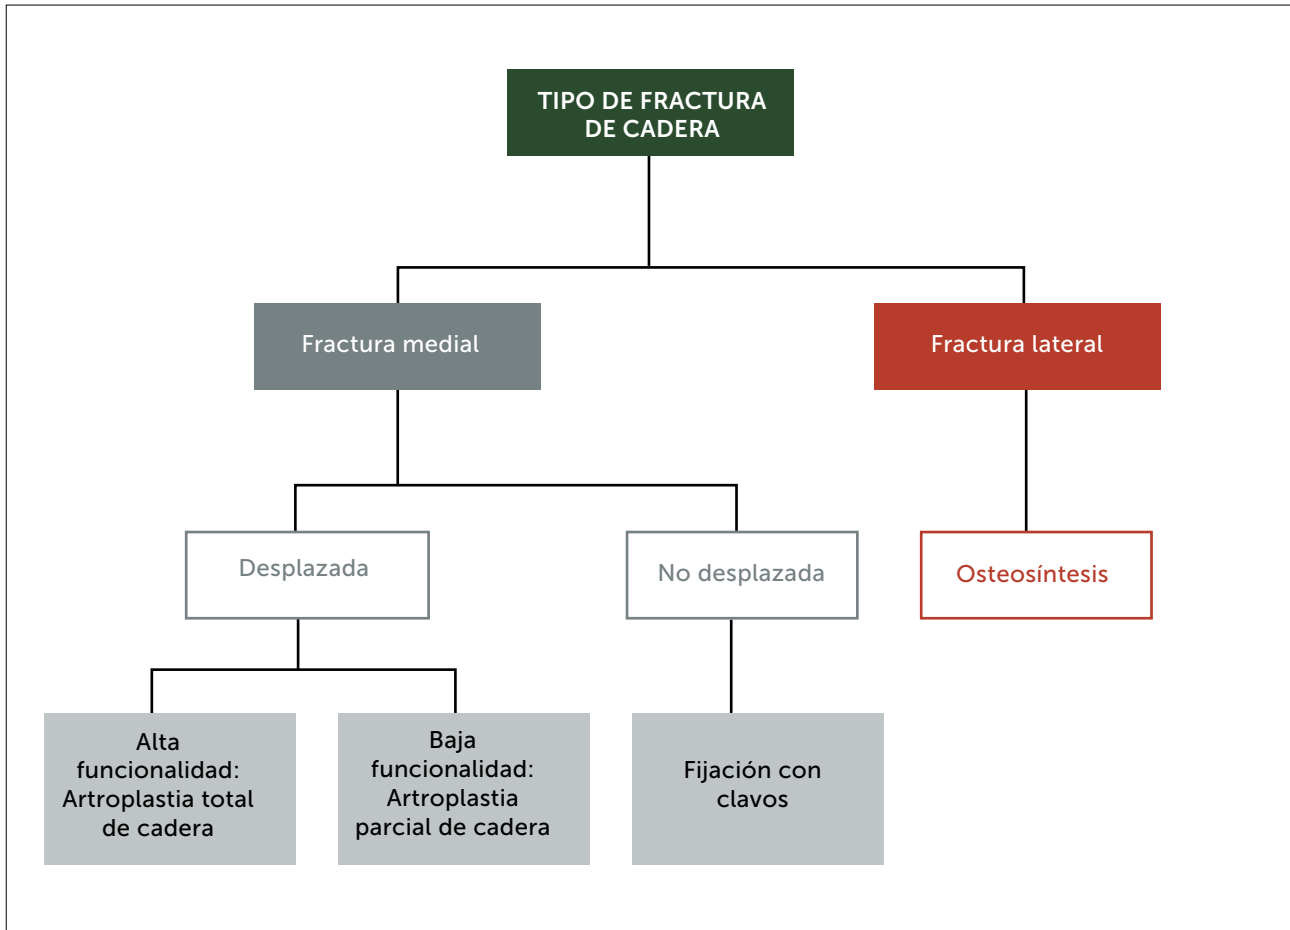 TIPO DE FRACTURA
DE CADERA
Fractura medial
Fractura lateral
Desplazada
No desplazada
Osteosíntesis
Alta
funcionalidad:
Artroplastia total
de cadera
Baja
funcionalidad:
Artroplastia
parcial de cadera
Fijación con
clavos